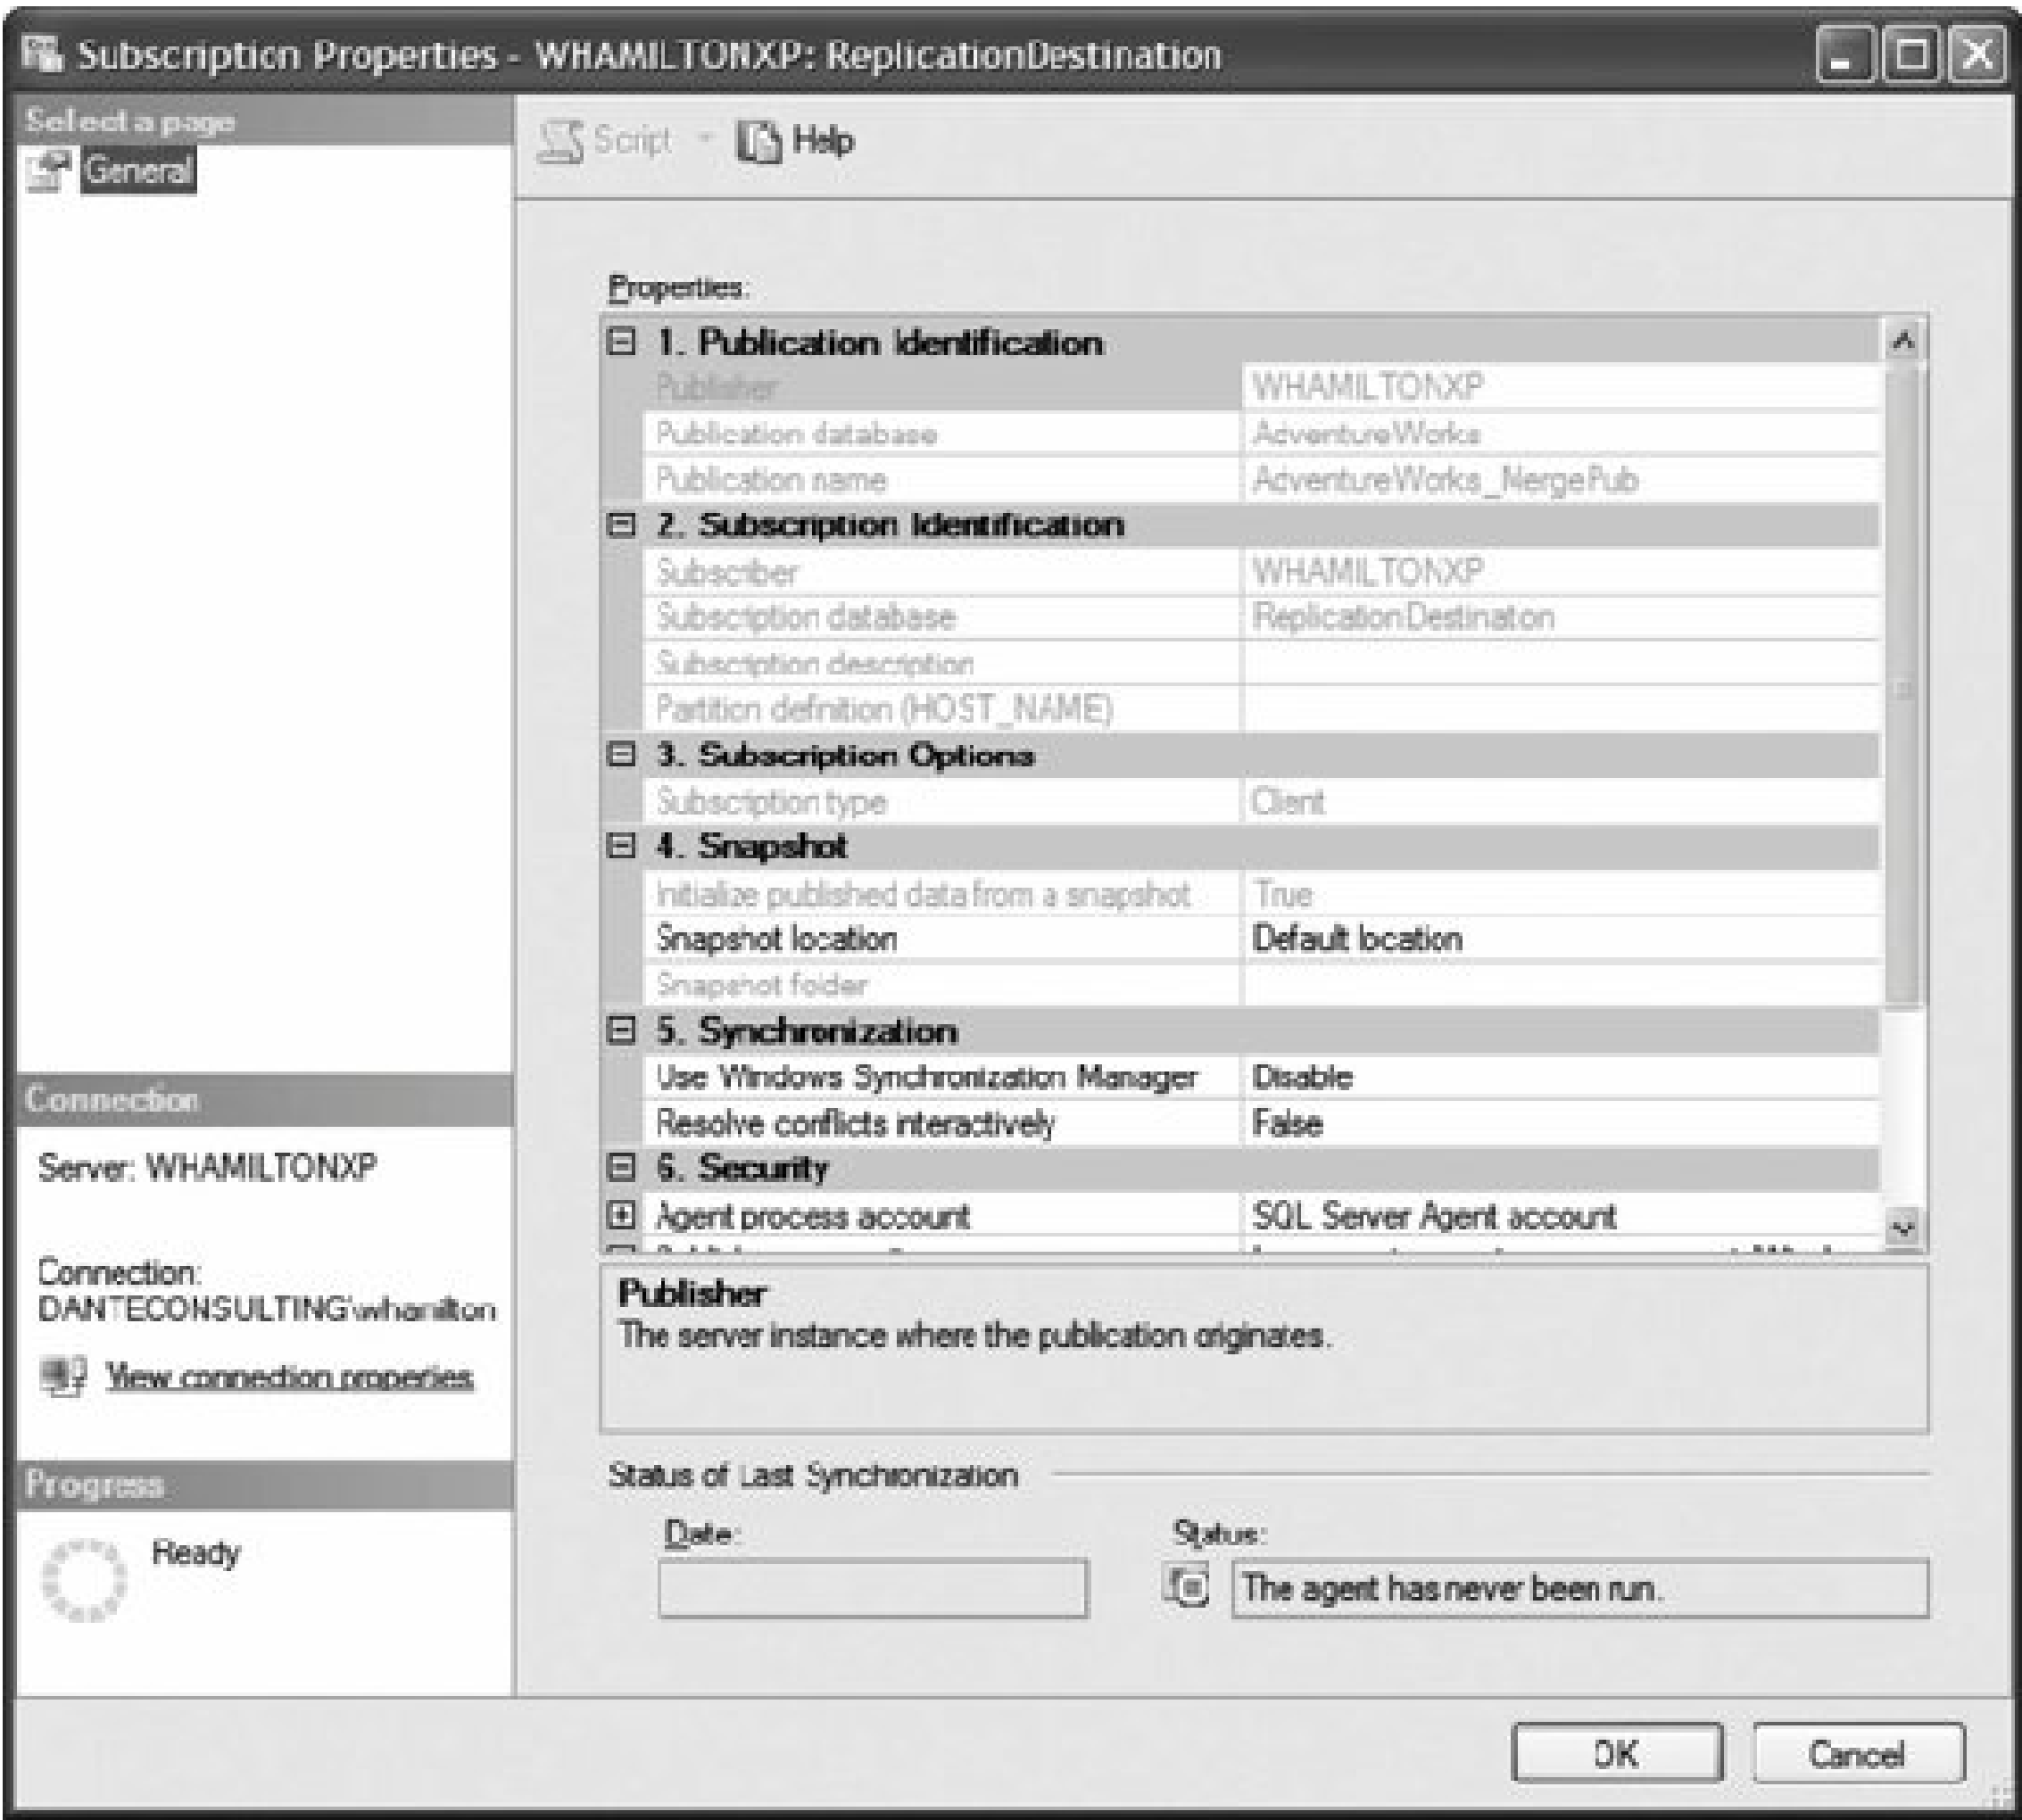 Subscription Properties - WHAMILTONXP: ReplicationDestination
Select a page
General
Script
Help
Properties:
1. Publication Identification
Publisher WHAMILTONXP
Publication database AdventureWorks
Publication name AdventureWorks_MergePub
2. Subscription Identification
Subscriber WHAMILTONXP
Subscription database ReplicationDestination
Subscription description
Partition definition (HOST_NAME)
3. Subscription Options
Subscription type Client
4. Snapshot
Initialize published data from a snapshot True
Snapshot location Default location
Snapshot folder
5. Synchronization
Use Windows Synchronization Manager Disable
Resolve conflicts interactively False
6. Security
Agent process account SQL Server Agent account
Publisher
The server instance where the publication originates.
Status of Last Synchronization
Date:
Status:
The agent has never been run.
Connection
Server: WHAMILTONXP
Connection:
DANTECONSULTING\whamilton
View connection properties
Progress
Ready
OK
Cancel